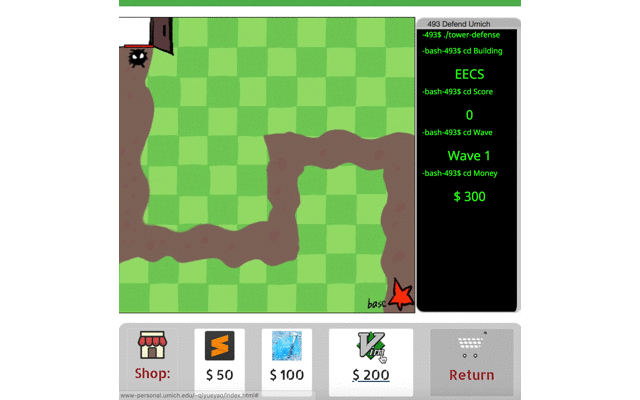 493 Defend Umich
-493$ ./tower-defense
-bash-493$ cd Building
EECS
-bash-493$ cd Score
0
-bash-493$ cd Wave
Wave 1
-bash-493$ cd Money
$ 300
base
Shop:
$ 50
$ 100
Vim
$ 200
Return